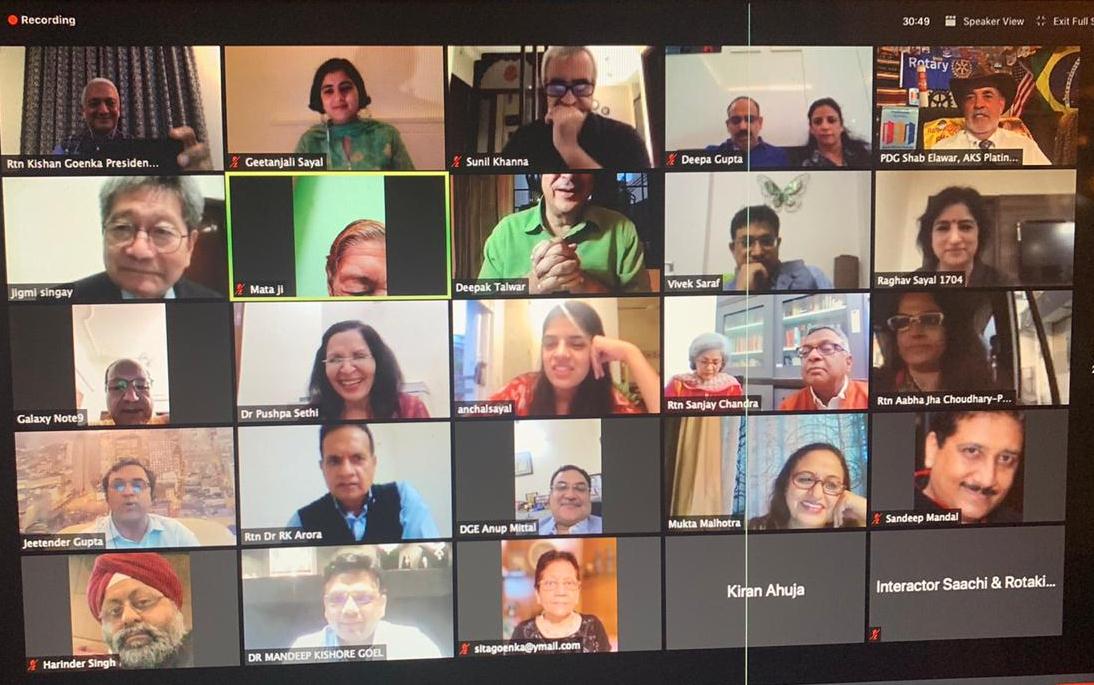 Recording
30:49 Speaker View Exit Full S
Rotary
Rtn Kishan Goenka Presiden...
Geetanjali Sayal
Sunil Khanna
Deepa Gupta
PDG Shab Elawar, AKS Platin...
Jigmi singay
Mata Ji
Deepak Talwar
Vivek Saraf
Raghav Sayal 1704
Galaxy Note9
Dr Pushpa Sethi
anchalsayal
Rtn Sanjay Chandra
Rtn Aabha Jha Choudhary-P...
Jeetender Gupta
Rtn Dr RK Arora
DGE Anup Mittal
Mukta Malhotra
Sandeep Mandal
Harinder Singh
DR MANDEEP KISHORE GOEL
sitagoenka@ymail.com
Kiran Ahuja
Interactor Saachi & Rotaki...